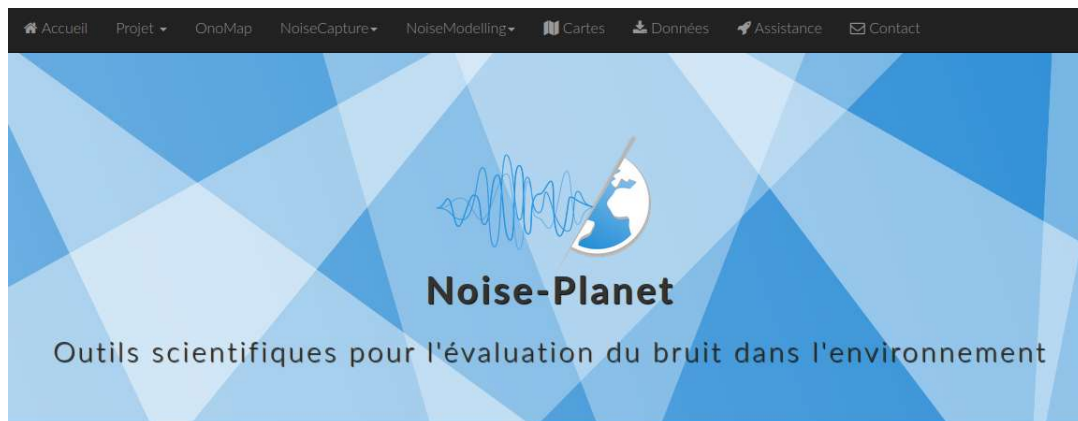 Accueil Projet OnoMap NoiseCapture NoiseModelling Cartes Données Assistance Contact
Noise-Planet
Outils scientifiques pour l'évaluation du bruit dans l'environnement